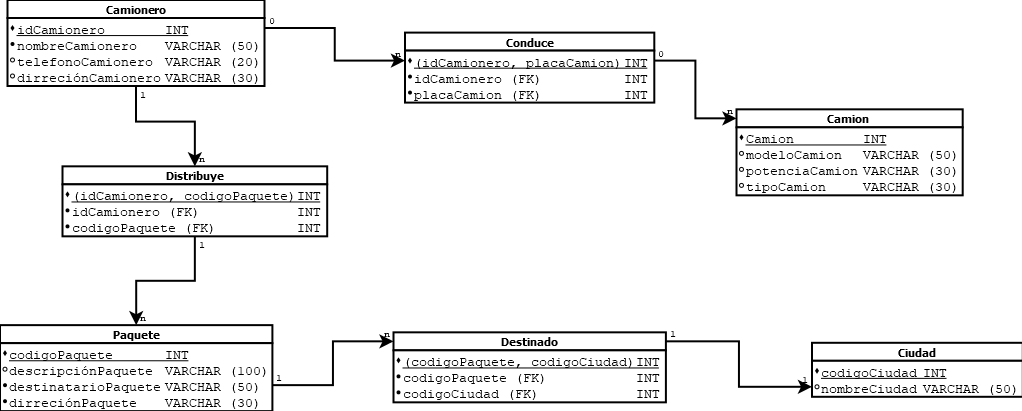 Camionero
idCamionero INT
nombreCamionero VARCHAR (50)
telefonoCamionero VARCHAR (20)
dirreciónCamionero VARCHAR (30)
0
n
1
n
Conduce
(idCamionero, placaCamion) INT
idCamionero (FK) INT
placaCamion (FK) INT
0
n
Camion
Camion INT
modeloCamion VARCHAR (50)
potenciaCamion VARCHAR (30)
tipoCamion VARCHAR (30)
Distribuye
(idCamionero, codigoPaquete) INT
idCamionero (FK) INT
codigoPaquete (FK) INT
1
n
Paquete
codigoPaquete INT
descripciónPaquete VARCHAR (100)
destinatarioPaquete VARCHAR (50)
dirreciónPaquete VARCHAR (30)
1
n
Destinado
(codigoPaquete, codigoCiudad) INT
codigoPaquete (FK) INT
codigoCiudad (FK) INT
1
1
Ciudad
codigoCiudad INT
nombreCiudad VARCHAR (50)